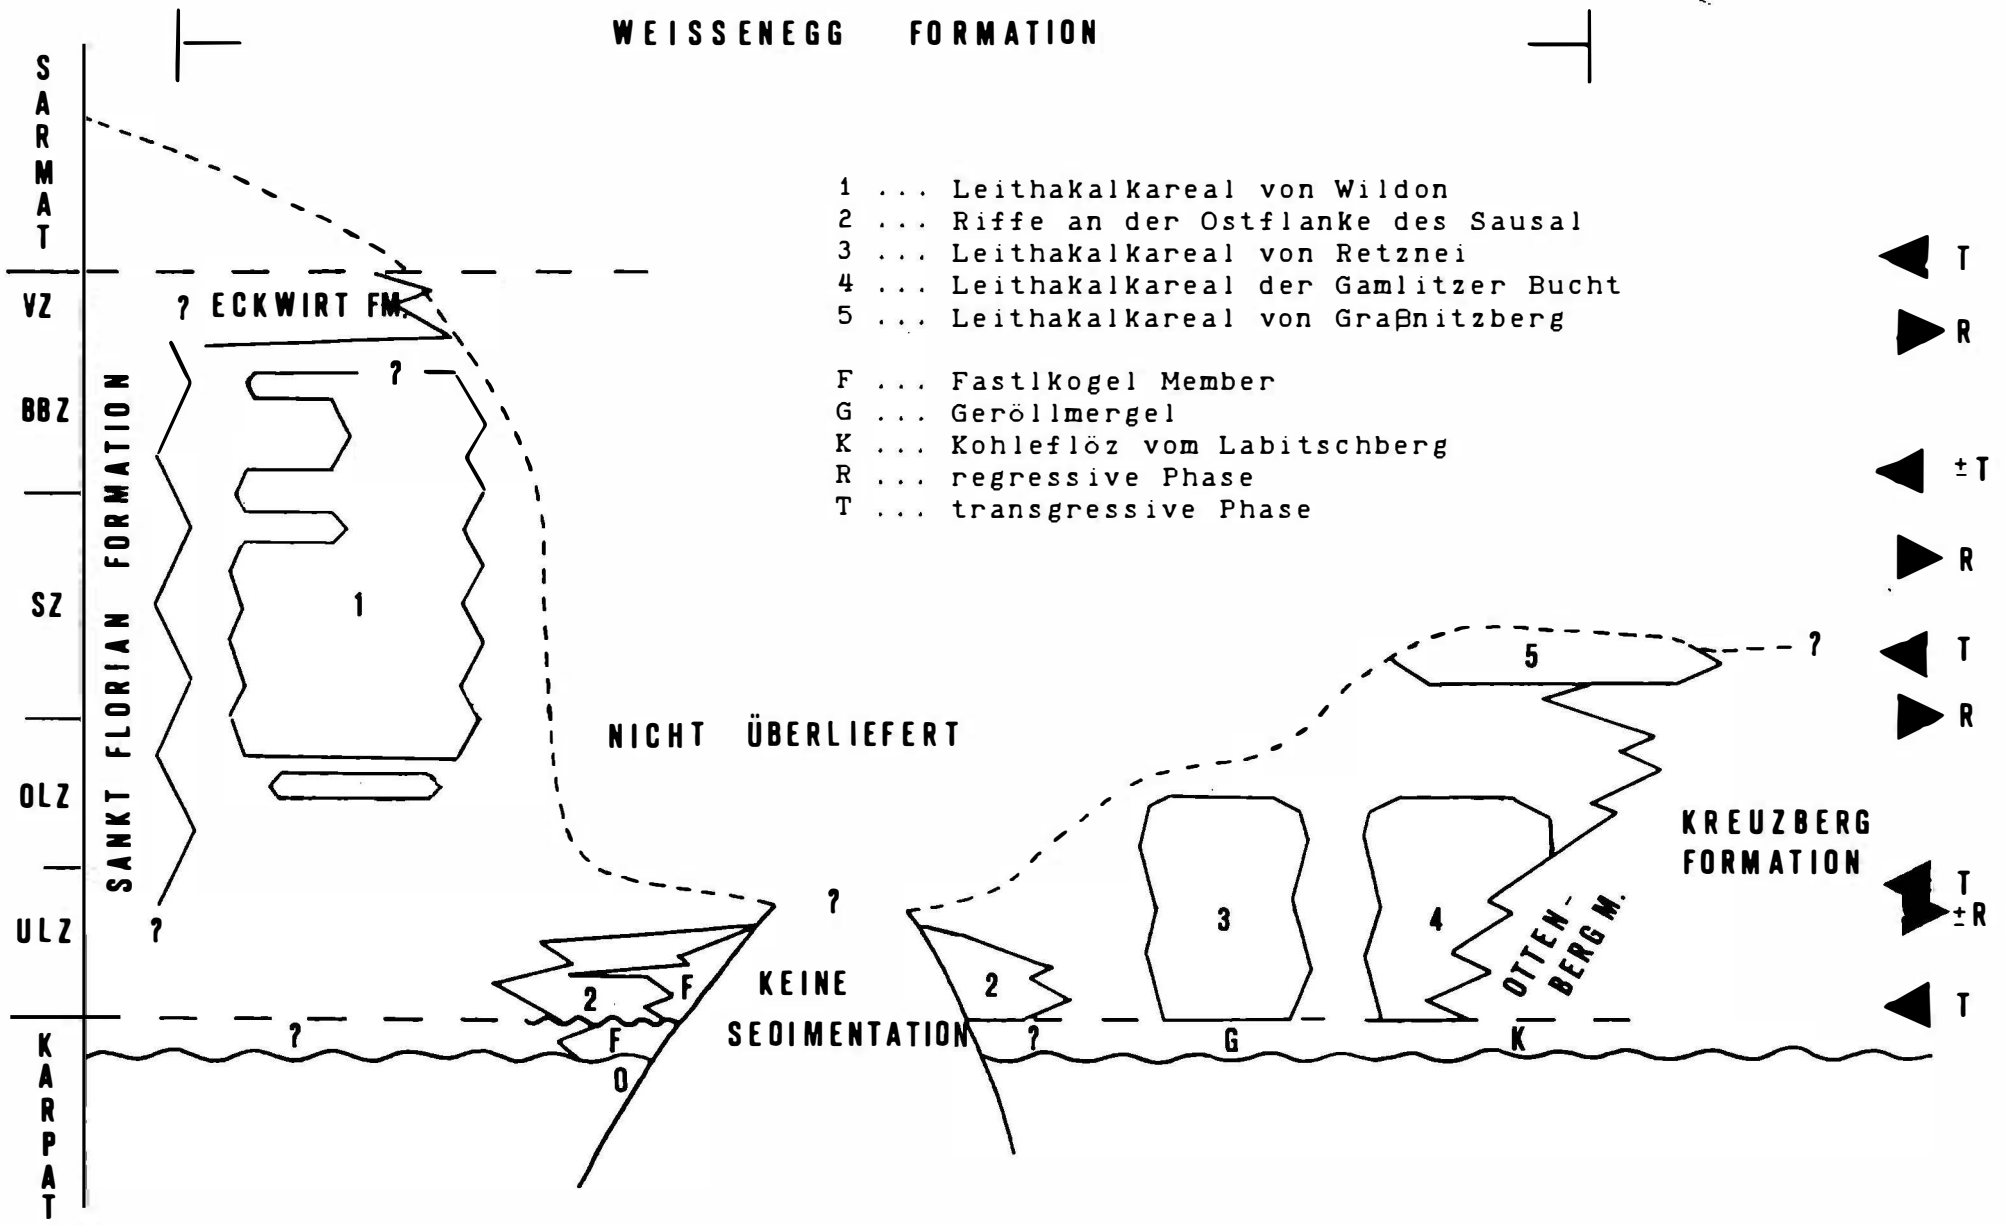 WEISSENEGG FORMATION
SARMAT
VZ
BBZ
SZ
OLZ
ULZ
KARPAT
SANKT FLORIAN FORMATION
? ECKWIRT FM.
?
1
?
?
1 ... Leithakalkareal von Wildon
2 ... Riffe an der Ostflanke des Sausal
3 ... Leithakalkareal von Retznei
4 ... Leithakalkareal der Gamlitzer Bucht
5 ... Leithakalkareal von Graßnitzberg
F ... Fastlkogel Member
G ... Geröllmergel
K ... Kohleflöz vom Labitschberg
R ... regressive Phase
T ... transgressive Phase
NICHT ÜBERLIEFERT
?
KEINE
SEDIMENTATION
2
F
F
O
2
?
3
G
4
K
5
?
OTTEN-
BERG M.
KREUZBERG
FORMATION
T
R
±T
R
T
R
T
±R
T